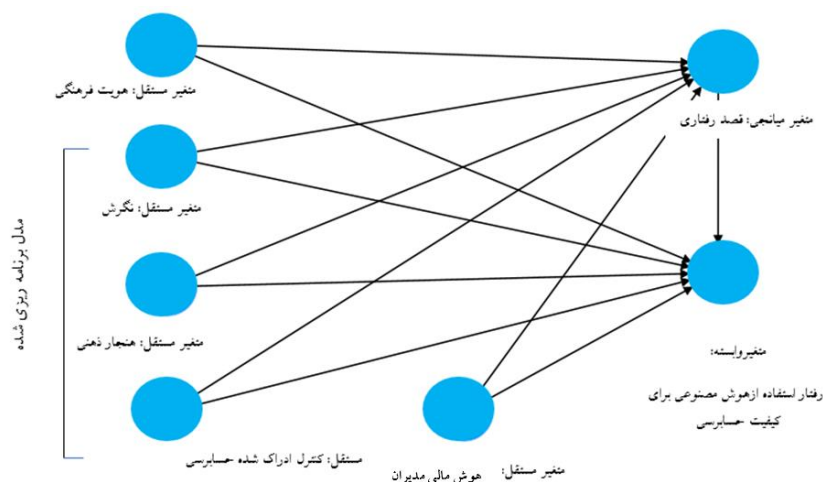 متغیر مستقل: هویت فرهنگی
متغیر میانجی: قصد رفتاری
متغیر مستقل: نگرش
مدل برنامه ریزی شده
متغیر مستقل: هنجار ذهنی
متغیروابسته:
رفتار استفاده ازهوش مصنوعی برای
کیفیت حسابرسی
مستقل: کنترل ادراک شده حسابرسی
متغیر مستقل:
هوش مالی مدیران